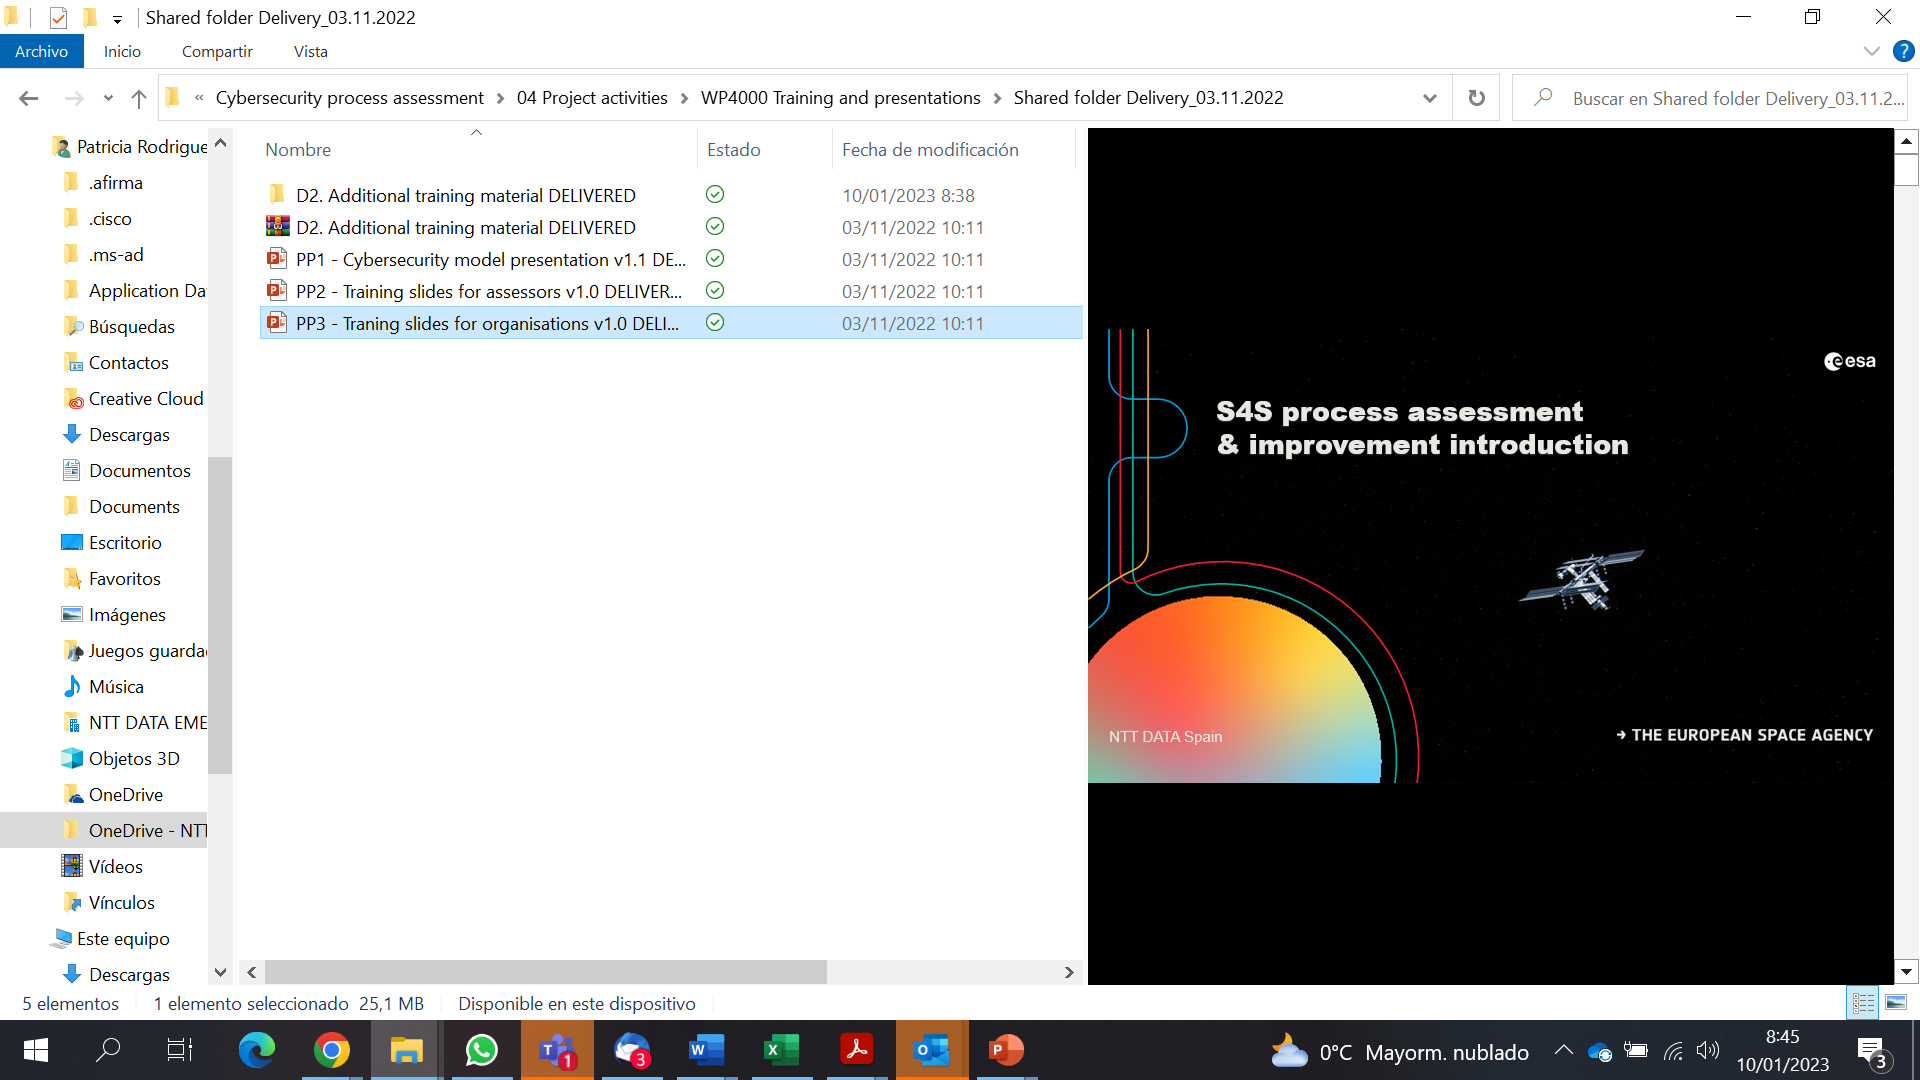 Shared folder Delivery_03.11.2022
Archivo Inicio Compartir Vista
« Cybersecurity process assessment > 04 Project activities > WP4000 Training and presentations > Shared folder Delivery_03.11.2022
Buscar en Shared folder Delivery_03.11.2...
Patricia Rodrigue
.afirma
.cisco
.ms-ad
Application Da
Búsquedas
Contactos
Creative Cloud
Descargas
Documentos
Documents
Escritorio
Favoritos
Imágenes
Juegos guarda
Música
NTT DATA EME
Objetos 3D
OneDrive
OneDrive - NTT
Vídeos
Vínculos
Este equipo
Descargas
Nombre Estado Fecha de modificación
D2. Additional training material DELIVERED 10/01/2023 8:38
D2. Additional training material DELIVERED 03/11/2022 10:11
PP1 - Cybersecurity model presentation v1.1 DE... 03/11/2022 10:11
PP2 - Training slides for assessors v1.0 DELIVER... 03/11/2022 10:11
PP3 - Traning slides for organisations v1.0 DELI... 03/11/2022 10:11
esa
S4S process assessment
& improvement introduction
NTT DATA Spain
→ THE EUROPEAN SPACE AGENCY
5 elementos 1 elemento seleccionado 25,1 MB Disponible en este dispositivo
1
3
0°C Mayorm. nublado
8:45
10/01/2023
3